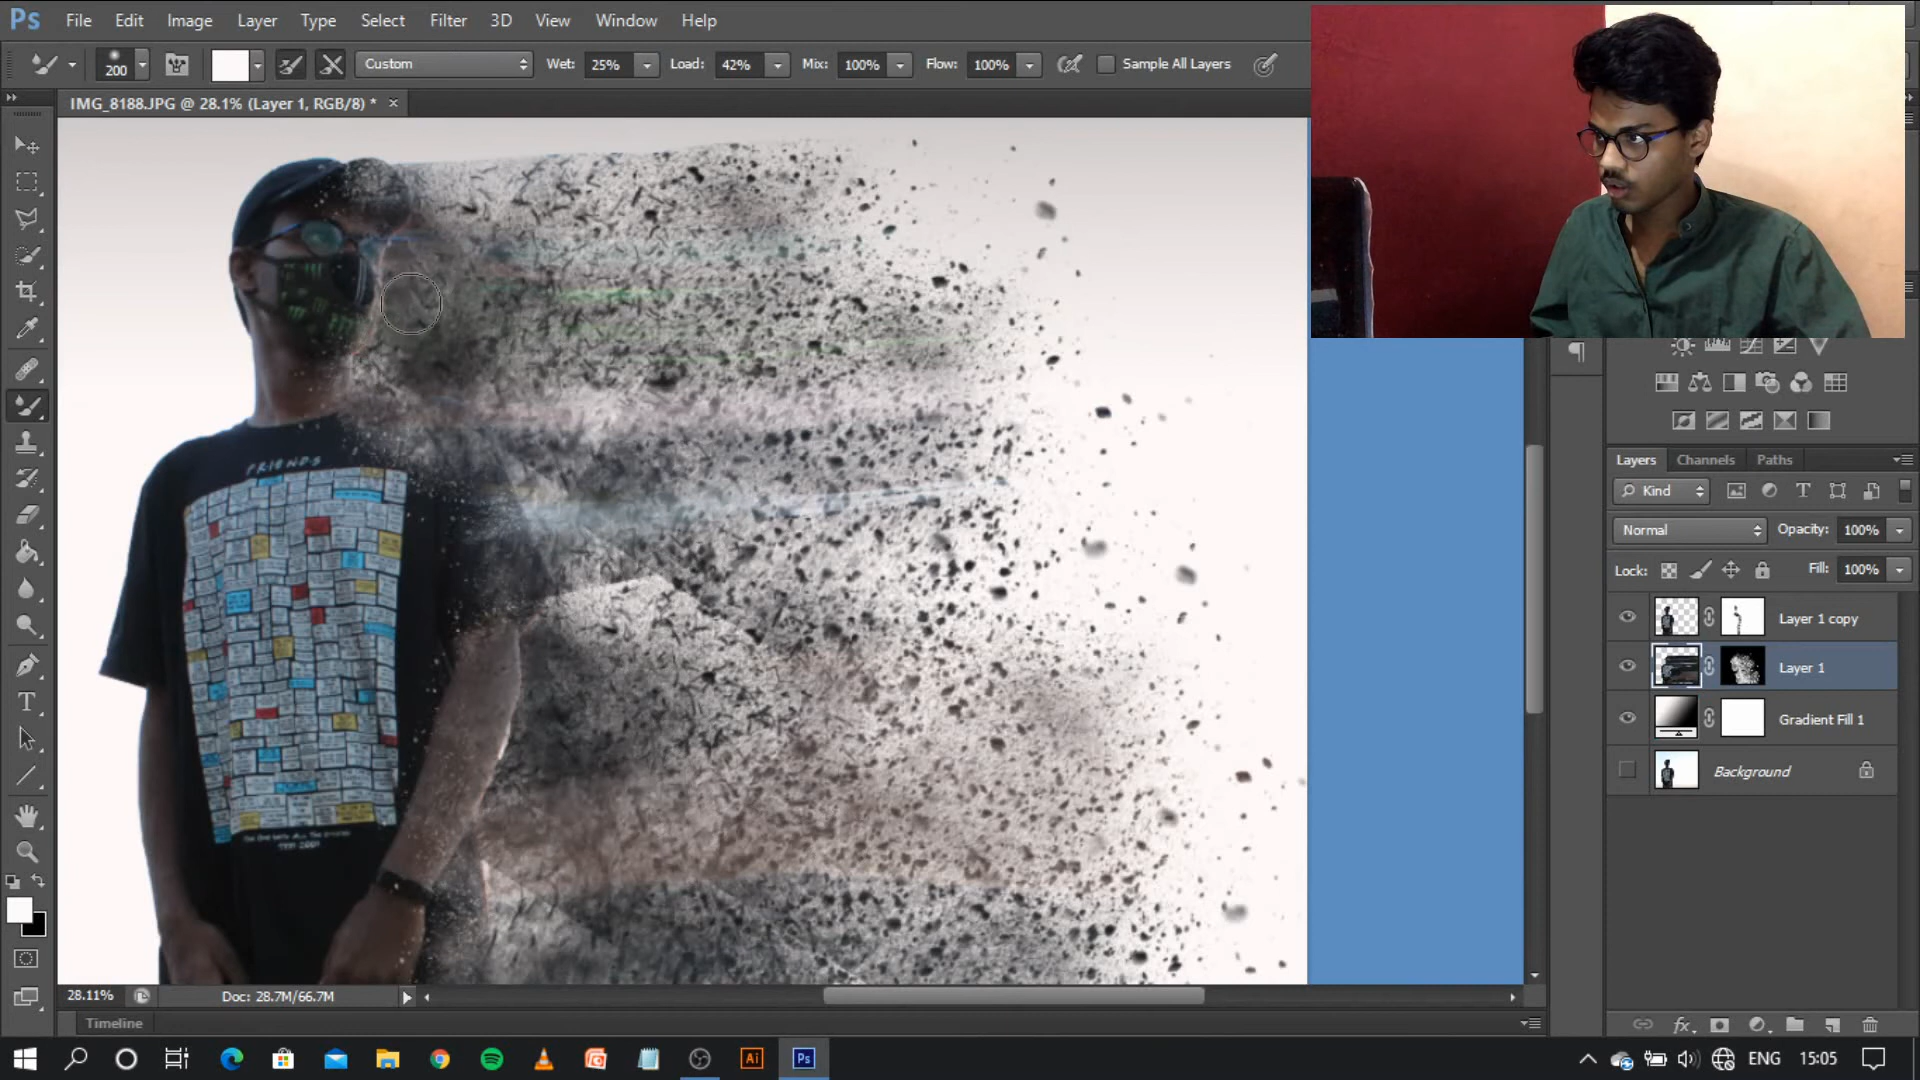 Ps File Edit Image Layer Type Select Filter 3D View Window Help
200 Custom Wet: 25% Load: 42% Mix: 100% Flow: 100% Sample All Layers
IMG_8188.JPG @ 28.1% (Layer 1, RGB/8) * ×
FRIENDS
Layers Channels Paths
Kind
Normal Opacity: 100%
Lock: Fill: 100%
Layer 1 copy
Layer 1
Gradient Fill 1
Background
28.11% Doc: 28.7M/66.7M
Timeline
Ai Ps ENG 15:05